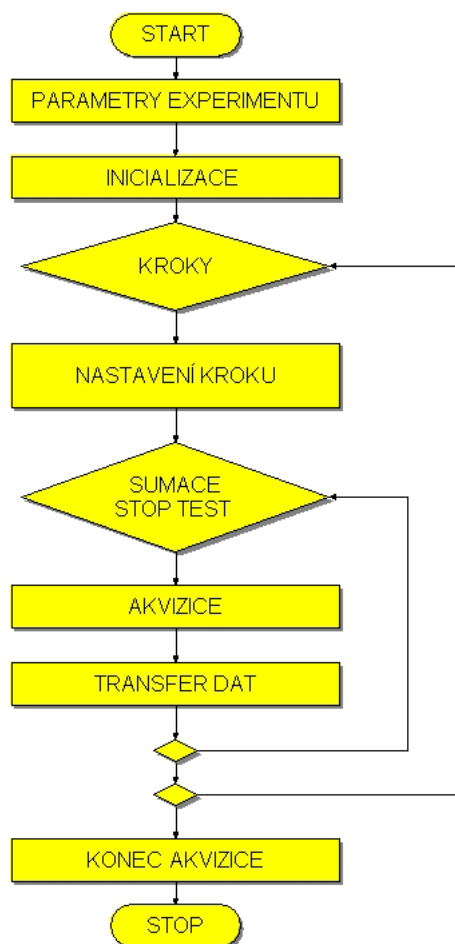 START
PARAMETRY EXPERIMENTU
INICIALIZACE
KROKY
NASTAVENÍ KROKU
SUMACE
STOP TEST
AKVIZICE
TRANSFER DAT
KONEC AKVIZICE
STOP